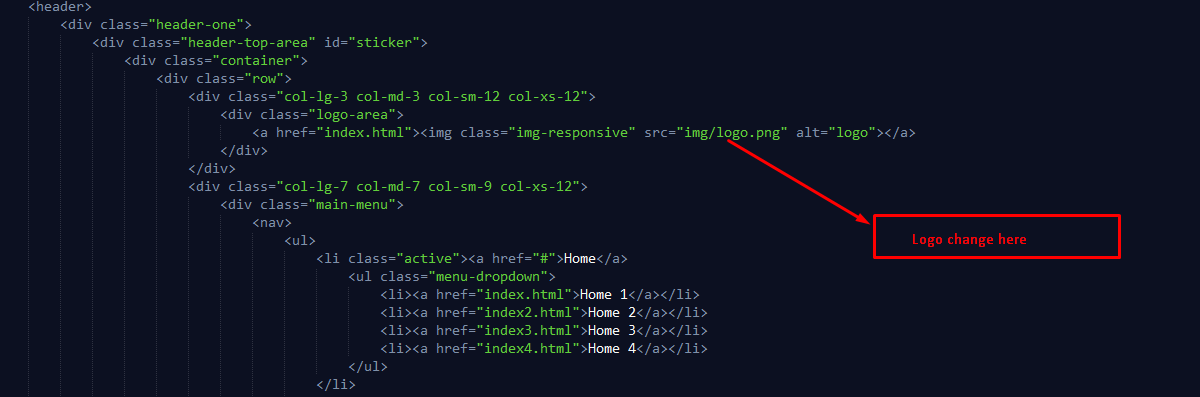 <header>
<div class="header-one">
<div class="header-top-area" id="sticker">
<div class="container">
<div class="row">
<div class="col-lg-3 col-md-3 col-sm-12 col-xs-12">
<div class="logo-area">
<a href="index.html"><img class="img-responsive" src="img/logo.png" alt="logo"></a>
</div>
</div>
<div class="col-lg-7 col-md-7 col-sm-9 col-xs-12">
<div class="main-menu">
<nav>
<ul>
Logo change here
<li class="active"><a href="#">Home</a>
<ul class="menu-dropdown">
<li><a href="index.html">Home 1</a></li>
<li><a href="index2.html">Home 2</a></li>
<li><a href="index3.html">Home 3</a></li>
<li><a href="index4.html">Home 4</a></li>
</ul>
</li>